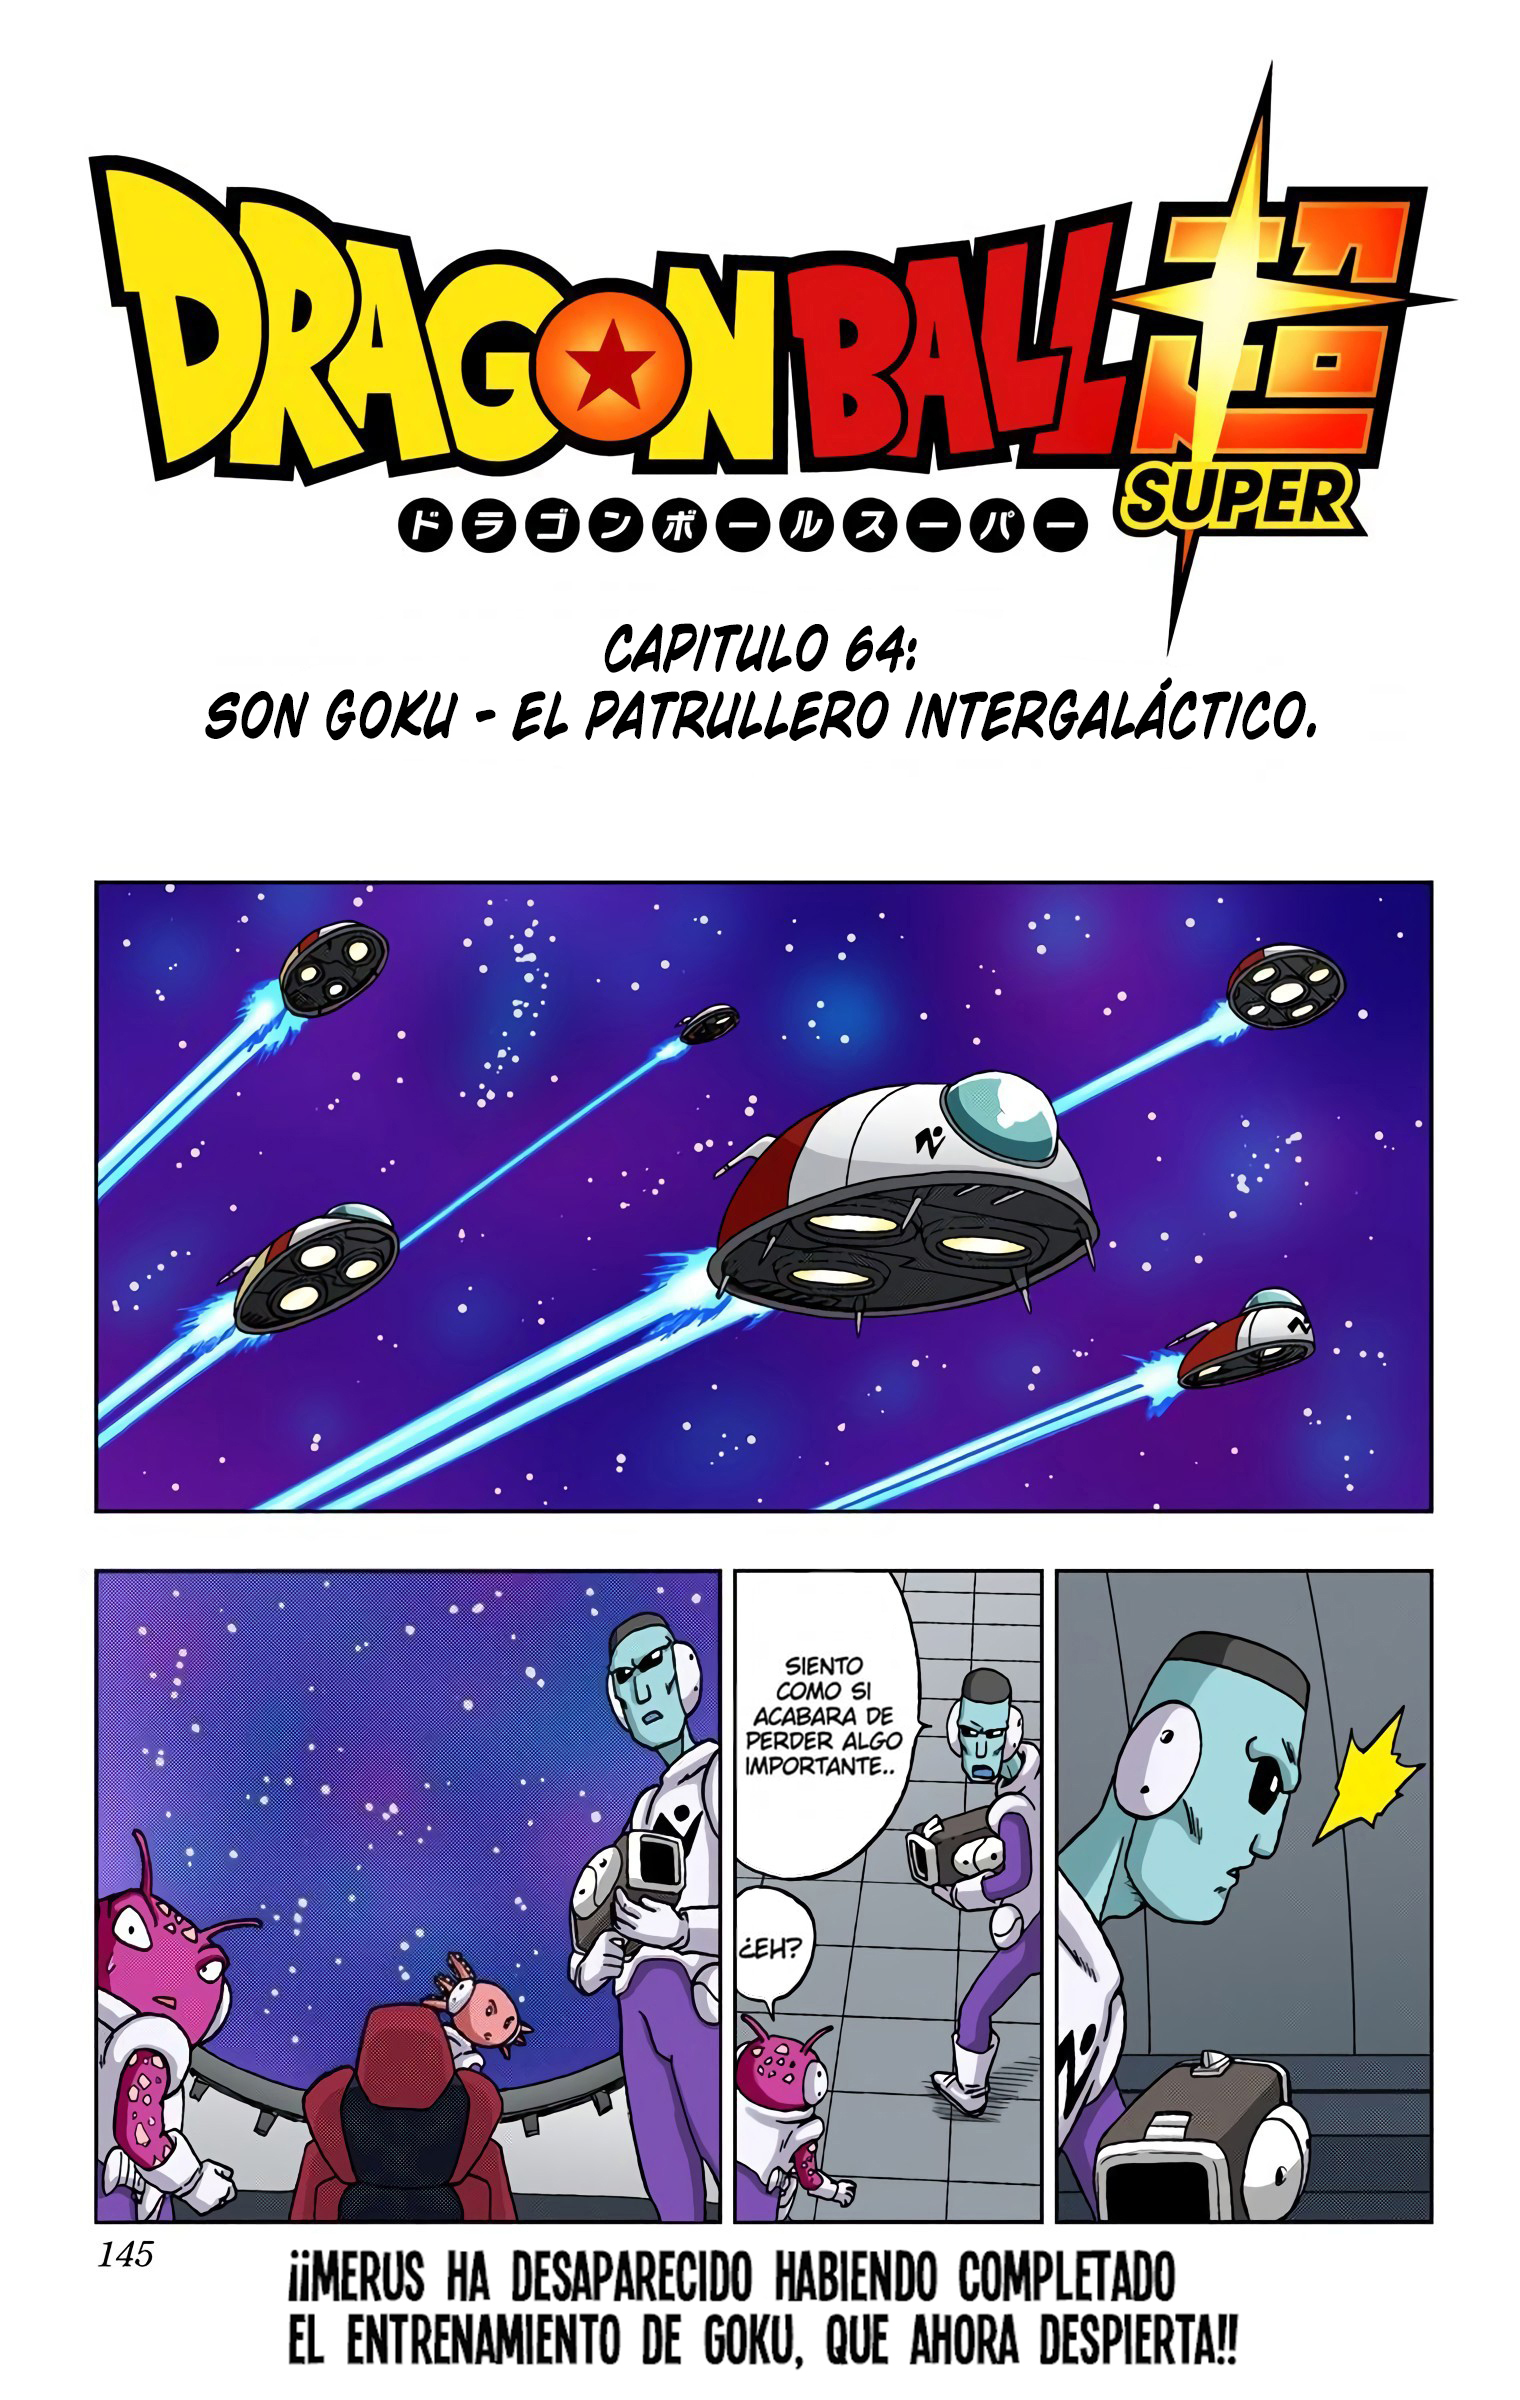 DRAGON BALL 超
SUPER
ドラゴンボールスーパー
CAPITULO 64:
SON GOKU - EL PATRULLERO INTERGALÁCTICO.
SIENTO
COMO SI
ACABARA DE
PERDER ALGO
IMPORTANTE..
¿EH?
145
¡¡MERUS HA DESAPARECIDO HABIENDO COMPLETADO
EL ENTRENAMIENTO DE GOKU, QUE AHORA DESPIERTA!!